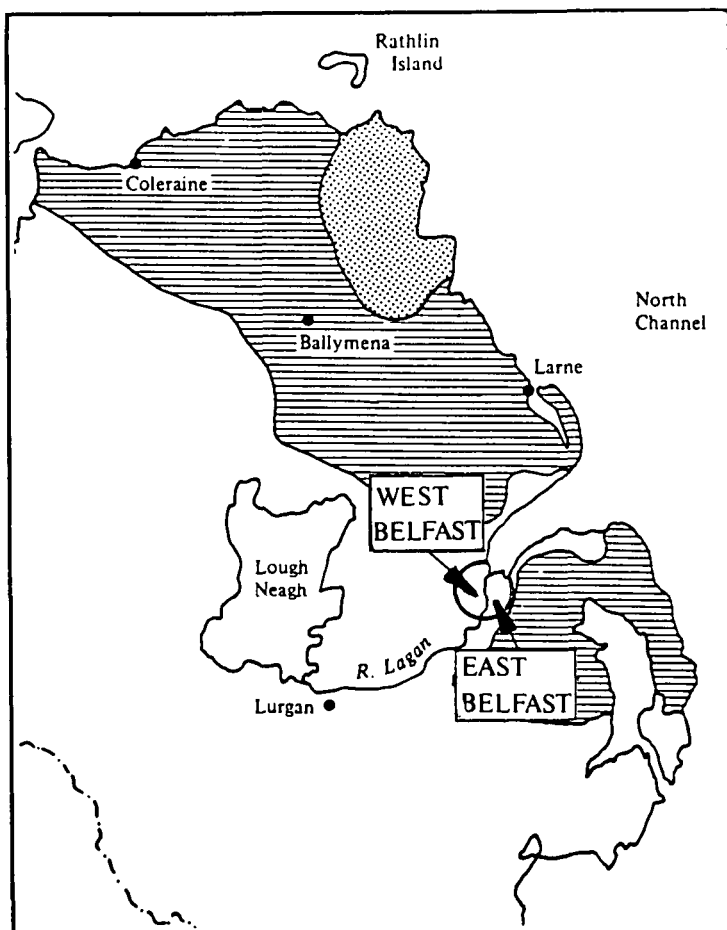 Rathlin
Island
Coleraine
North
Channel
Ballymena
Larne
WEST
BELFAST
Lough
Neagh
R. Lagan
EAST
BELFAST
Lurgan